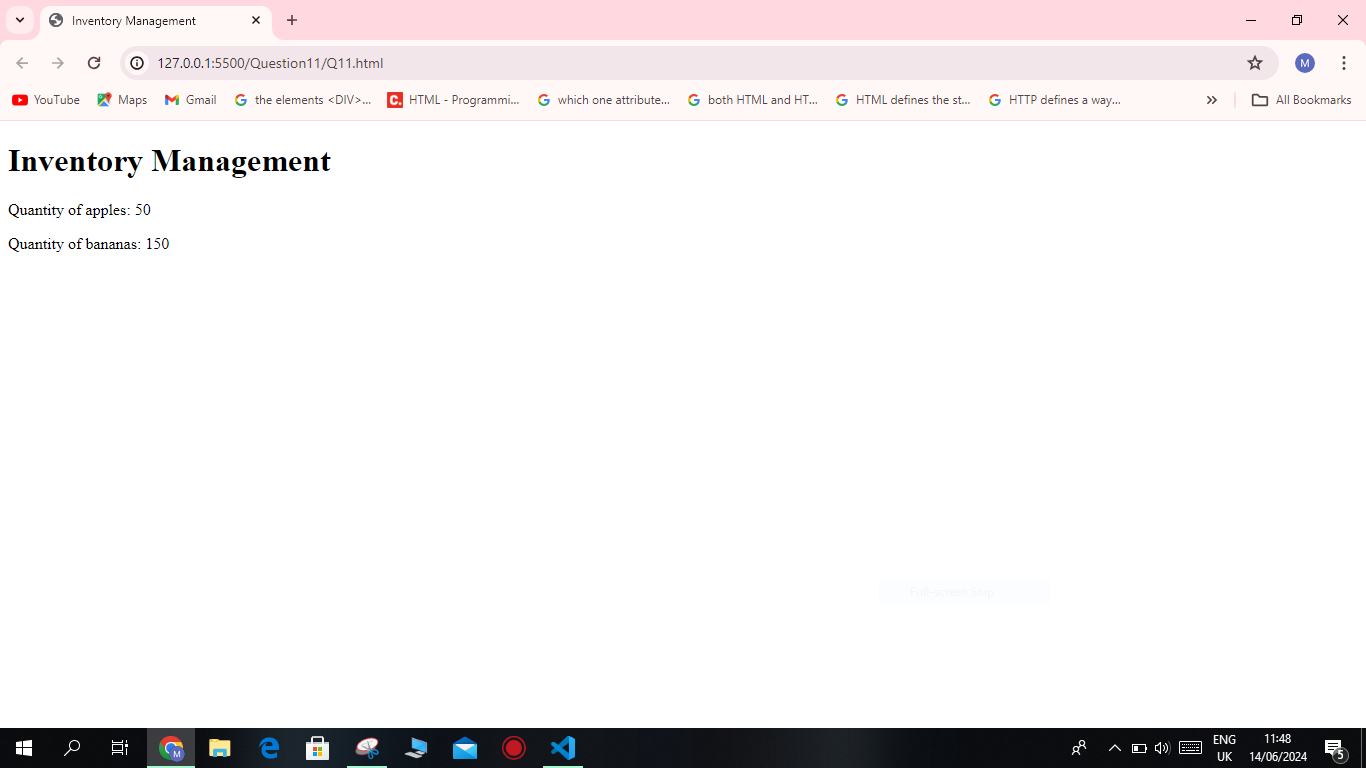 Inventory Management
127.0.0.1:5500/Question11/Q11.html
M
YouTube
Maps
Gmail
the elements <DIV>...
HTML - Programmi...
which one attribute...
both HTML and HT...
HTML defines the st...
HTTP defines a way...
All Bookmarks
Inventory Management
Quantity of apples: 50
Quantity of bananas: 150
Full-screen Snip
M
ENG
UK
11:48
14/06/2024
5